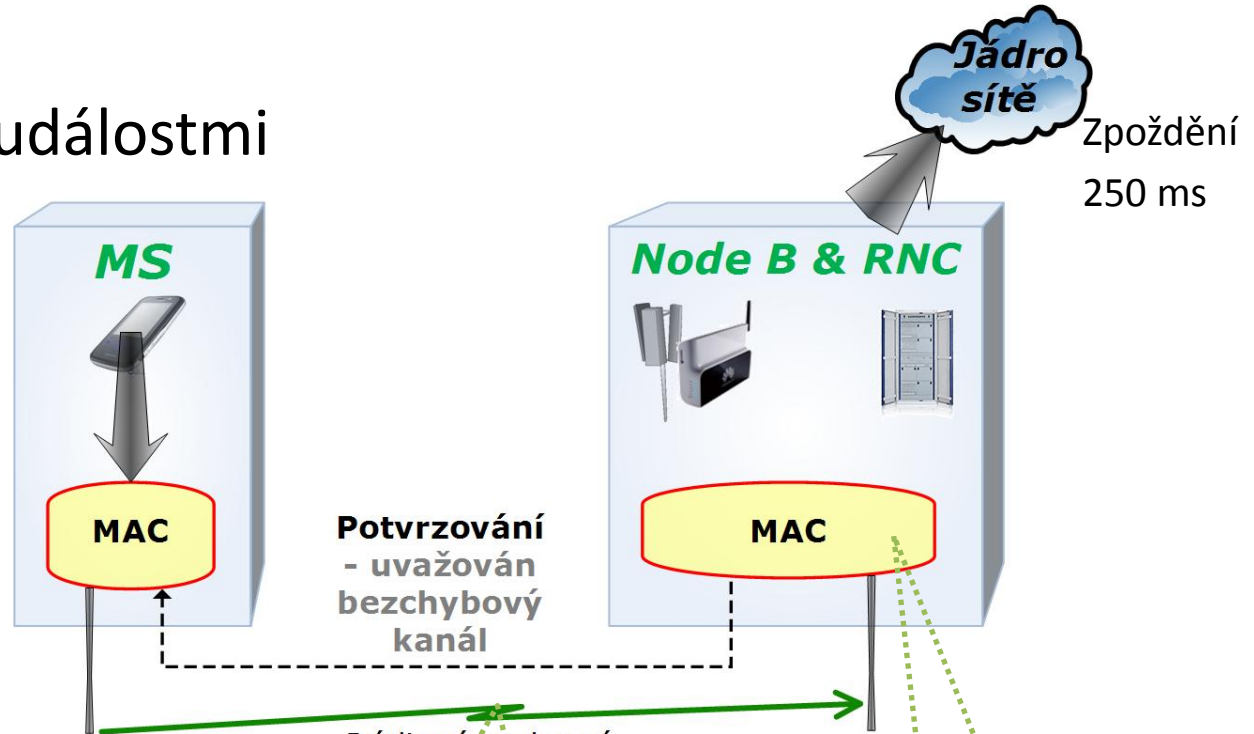 událostmi
Jádro
sítě
Zpoždění
250 ms
MS
Node B & RNC
MAC
Potvrzování
- uvažován
bezchybový
kanál
MAC